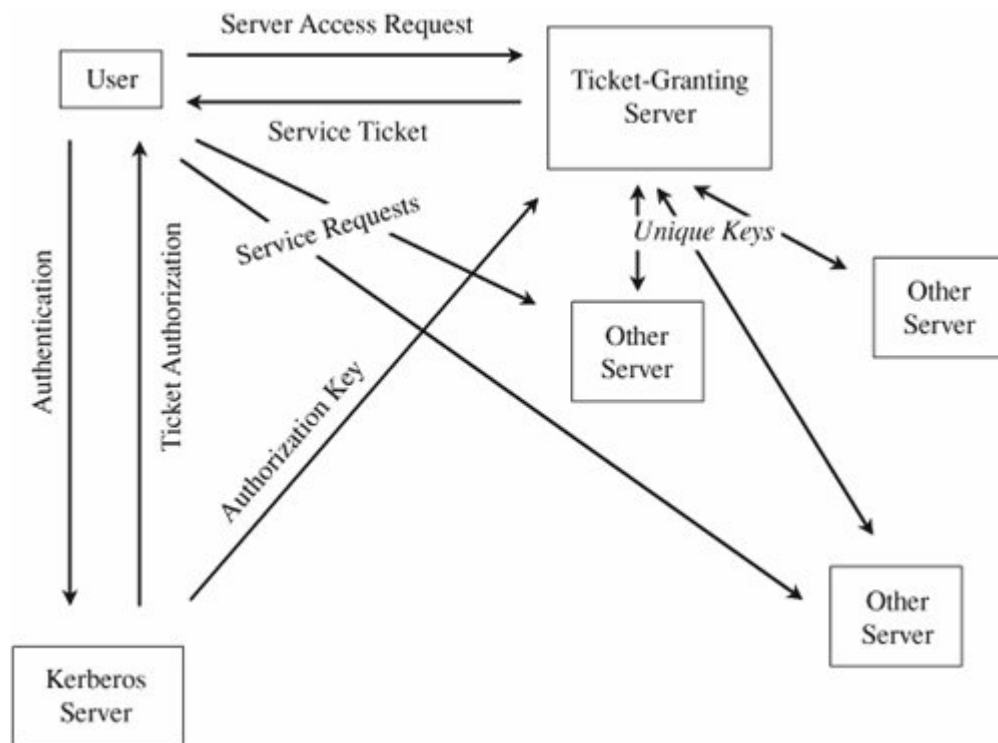 Server Access Request
User
Ticket-Granting
Server
Service Ticket
Service Requests
Unique Keys
Other
Server
Other
Server
Authentication
Ticket Authorization
Authorization Key
Other
Server
Kerberos
Server